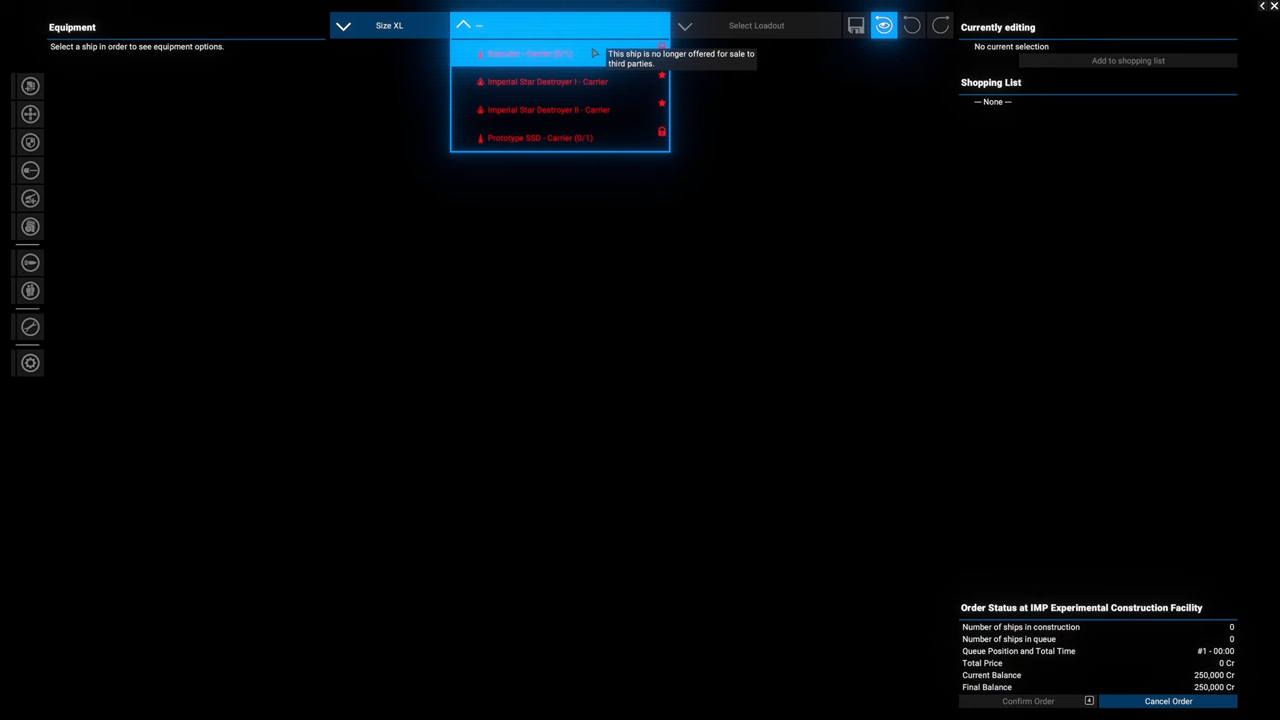 Equipment
Select a ship in order to see equipment options.
Size XL
—
Select Loadout
Executor - Carrier (0/1)
This ship is no longer offered for sale to
third parties.
Imperial Star Destroyer I - Carrier
Imperial Star Destroyer II - Carrier
Prototype SSD - Carrier (0/1)
Currently editing
No current selection
Add to shopping list
Shopping List
— None —
Order Status at IMP Experimental Construction Facility
Number of ships in construction 0
Number of ships in queue 0
Queue Position and Total Time #1 - 00:00
Total Price 0 Cr
Current Balance 250,000 Cr
Final Balance 250,000 Cr
Confirm Order 4
Cancel Order